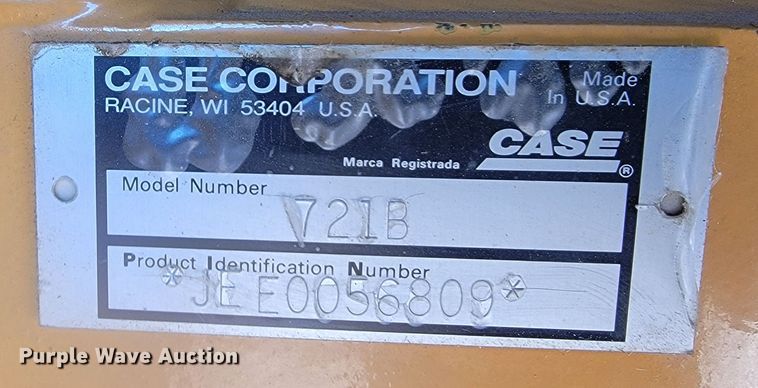 CASE CORPORATION
RACINE, WI 53404 U.S.A.
Made
In U.S.A.
CASE
®
Marca Registrada
Model Number
721B
Product Identification Number
*JEE0056809*
Purple Wave Auction